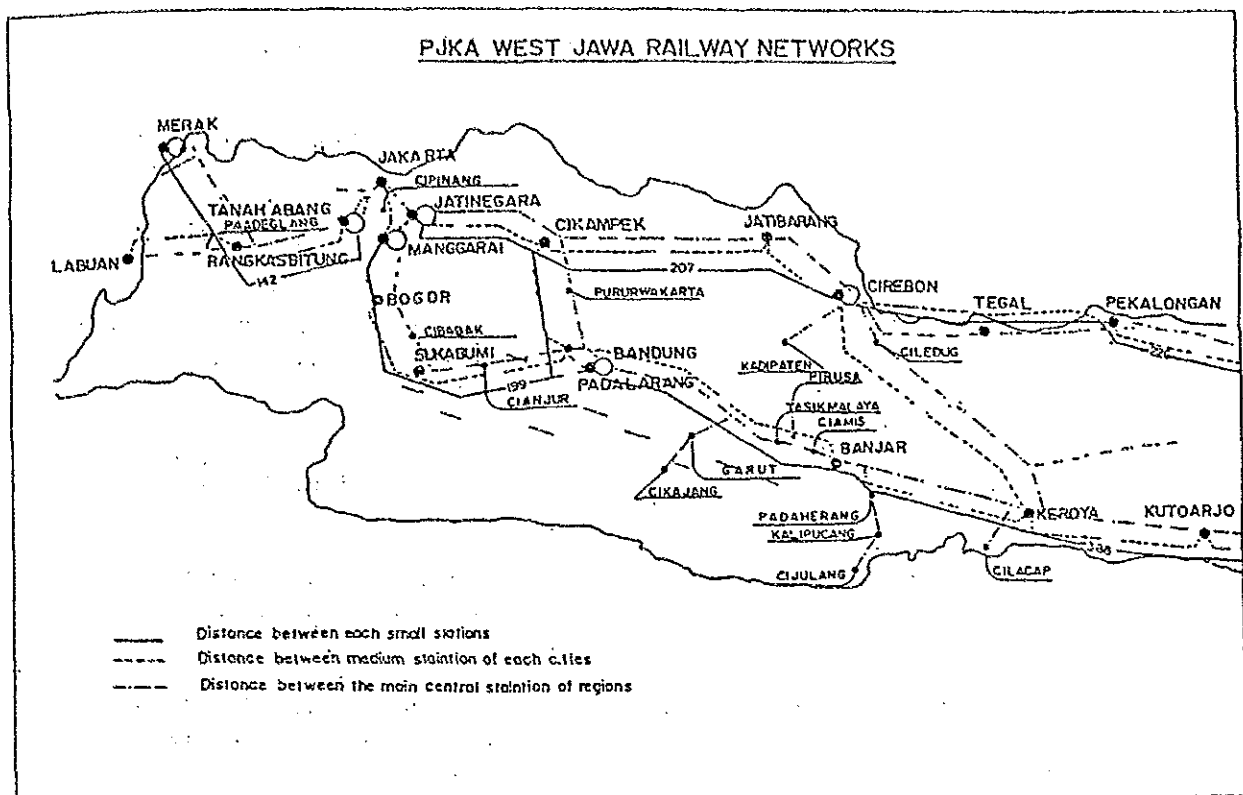 PJKA WEST JAWA RAILWAY NETWORKS
MERAK
JAKARTA
CIPINANG
TANAH ABANG
JATINEGARA
PAADEGLANG
CIKAMPEK
JATIBARANG
LABUAN
RANGKASBITUNG
MANGGARAI
142
207
BOGOR
PURURWAKARTA
CIREBON
TEGAL
PEKALONGAN
CIBADAK
SUKABUMI
BANDUNG
CILEDUG
KADIPATEN
199
PADALARANG
PIRUSA
CIANJUR
TASIKMALAYA
CIAMIS
BANJAR
GARUT
CIKAJANG
PADAHERANG
KEROYA
KUTOARJO
KALIPUCANG
CIJULANG
CILACAP
Distance between each small stations
Distance between medium staintion of each cities
Distance between the main central staintion of regions